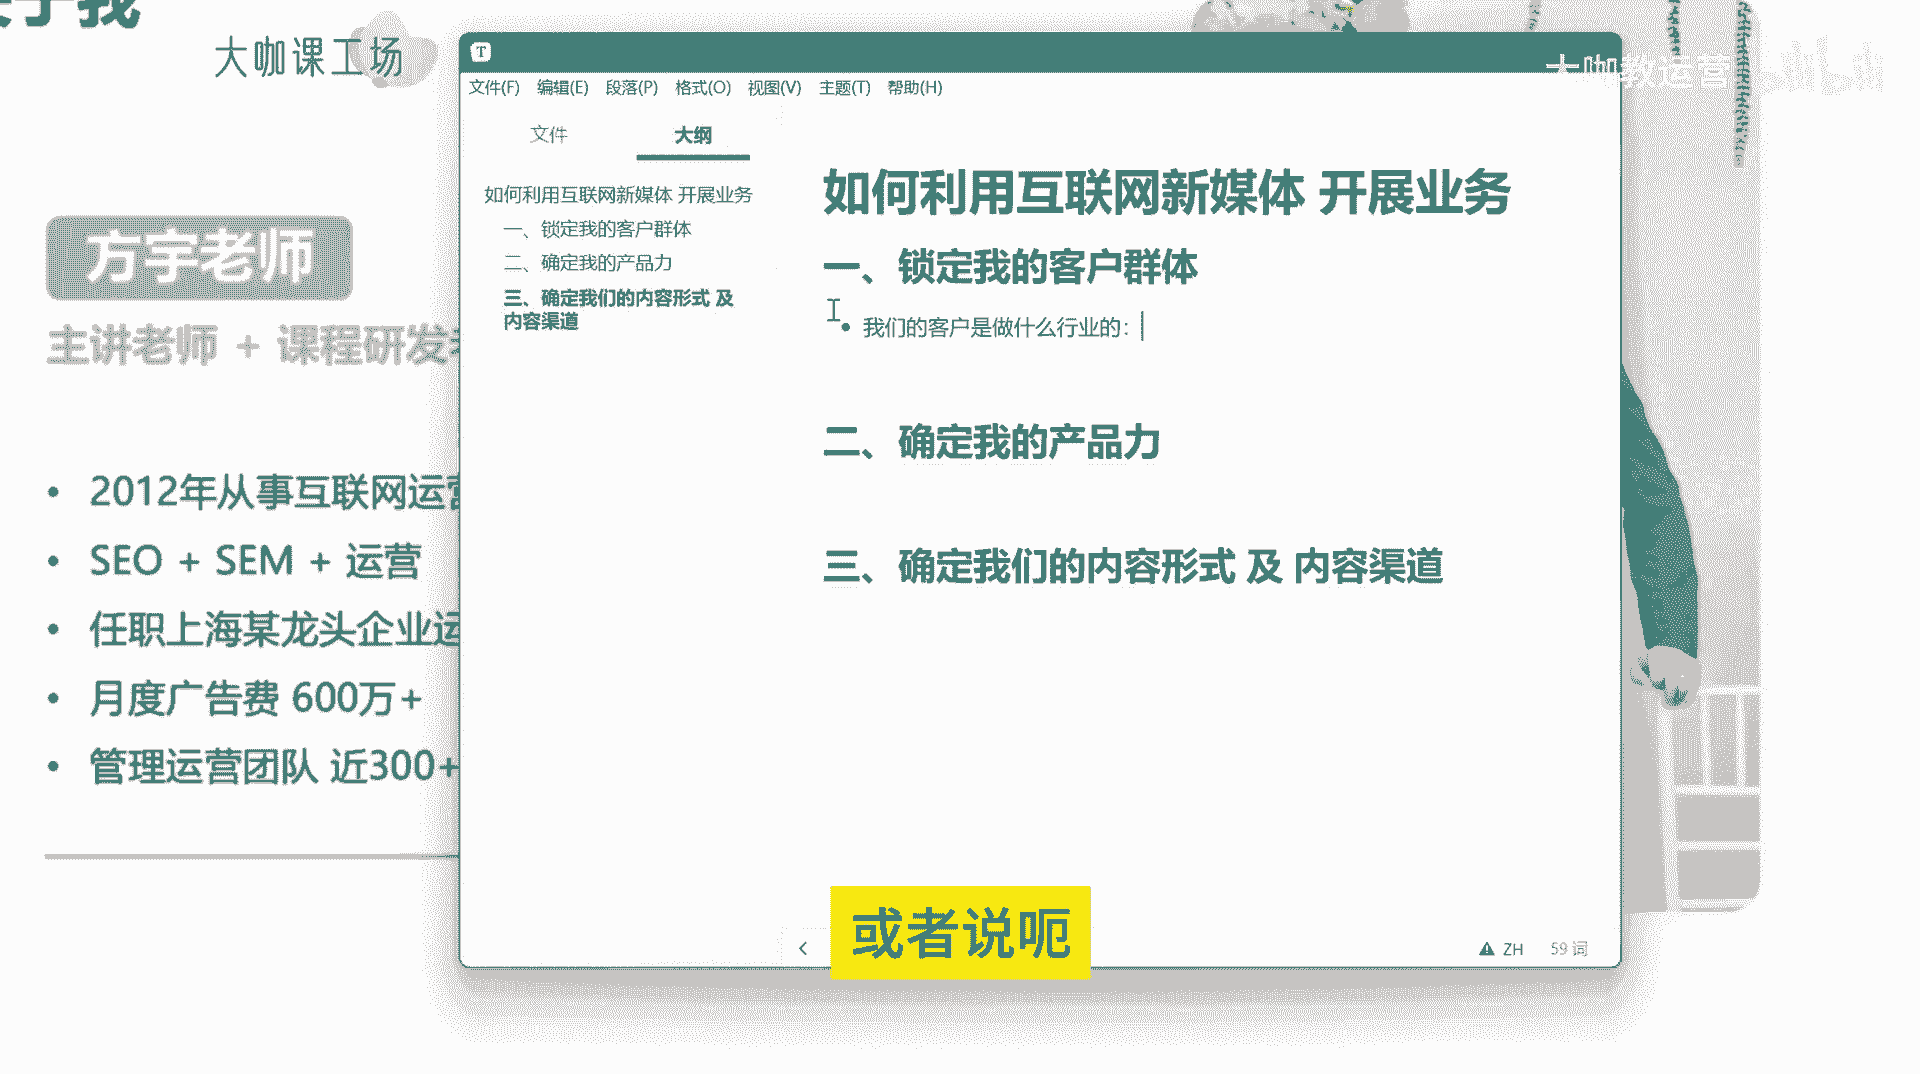 于我
大咖课工场
大咖教运营
方宇老师
主讲老师 + 课程研发
2012年从事互联网运营
SEO + SEM + 运营
任职上海某龙头企业运
月度广告费 600万+
管理运营团队 近300+
文件(F) 编辑(E) 段落(P) 格式(O) 视图(V) 主题(T) 帮助(H)
文件 大纲
如何利用互联网新媒体 开展业务
一、锁定我的客户群体
二、确定我的产品力
三、确定我们的内容形式 及
内容渠道
如何利用互联网新媒体 开展业务
一、锁定我的客户群体
我们的客户是做什么行业的：
二、确定我的产品力
三、确定我们的内容形式 及 内容渠道
ZH 59 词
或者说呃